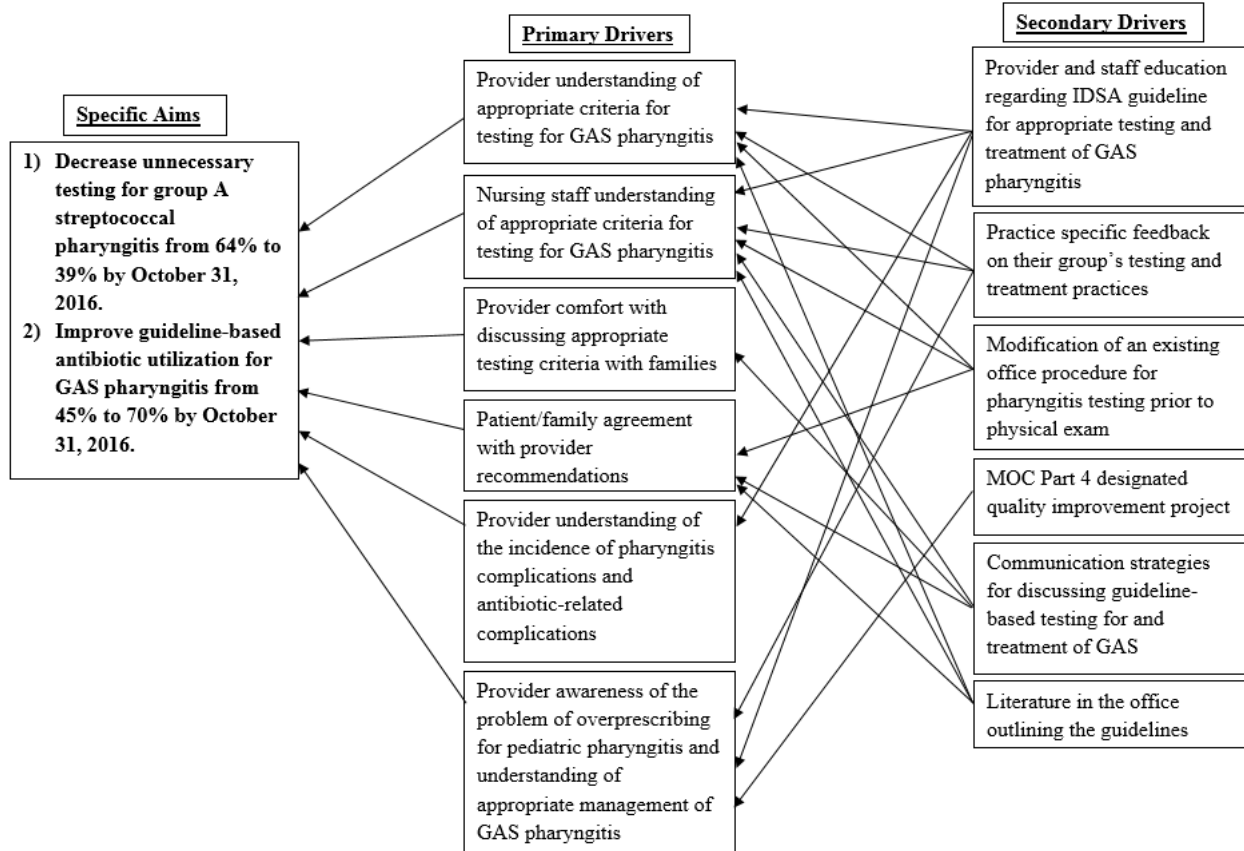 Specific Aims
1) Decrease unnecessary
testing for group A
streptococcal
pharyngitis from 64% to
39% by October 31,
2016.
2) Improve guideline-based
antibiotic utilization for
GAS pharyngitis from
45% to 70% by October
31, 2016.
Primary Drivers
Provider understanding of
appropriate criteria for
testing for GAS pharyngitis
Nursing staff understanding
of appropriate criteria for
testing for GAS pharyngitis
Provider comfort with
discussing appropriate
testing criteria with families
Patient/family agreement
with provider
recommendations
Provider understanding of
the incidence of pharyngitis
complications and
antibiotic-related
complications
Provider awareness of the
problem of overprescribing
for pediatric pharyngitis and
understanding of
appropriate management of
GAS pharyngitis
Secondary Drivers
Provider and staff education
regarding IDSA guideline
for appropriate testing and
treatment of GAS
pharyngitis
Practice specific feedback
on their group’s testing and
treatment practices
Modification of an existing
office procedure for
pharyngitis testing prior to
physical exam
MOC Part 4 designated
quality improvement project
Communication strategies
for discussing guideline-
based testing for and
treatment of GAS
Literature in the office
outlining the guidelines